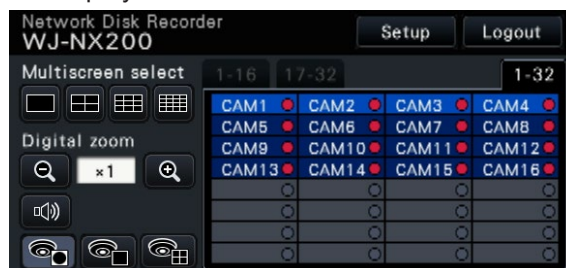 Network Disk Recorder
WJ-NX200
Setup
Logout
Multiscreen select
1-16 17-32 1-32
CAM1 CAM2 CAM3 CAM4
CAM5 CAM6 CAM7 CAM8
CAM9 CAM10 CAM11 CAM12
CAM13 CAM14 CAM15 CAM16
Digital zoom
×1